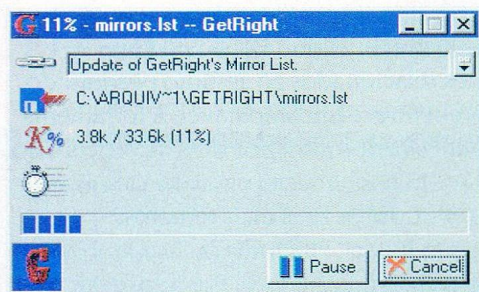 11% - mirrors.lst -- GetRight
Update of GetRight's Mirror List.
C:\ARQUIV~1\GETRIGHT\mirrors.lst
K% 3.8k / 33.6k (11%)
Pause
Cancel